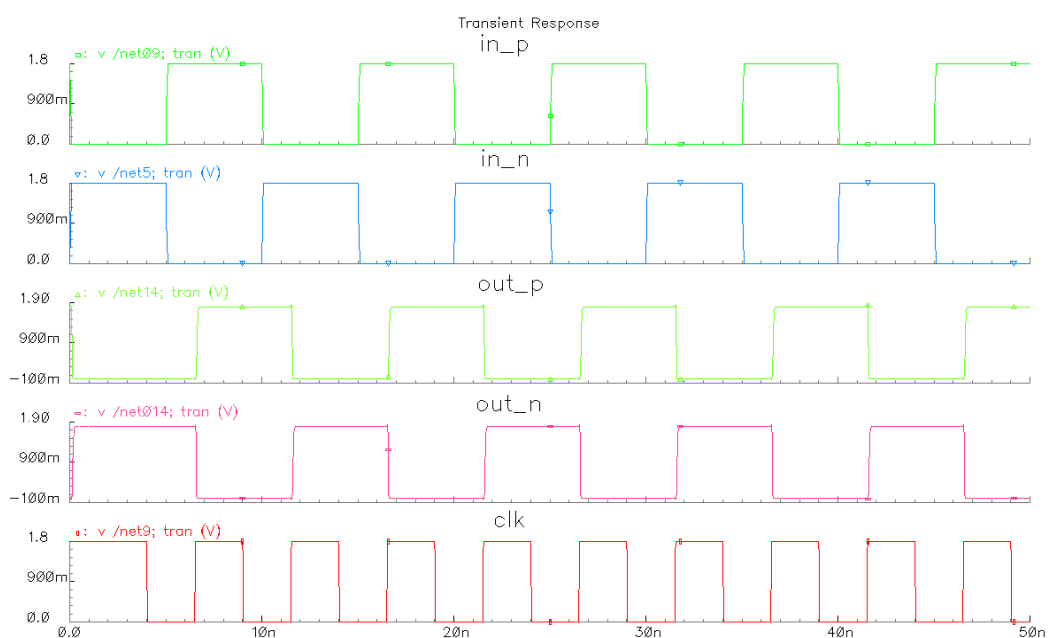 Transient Response
in_p
▫: v /net09; tran (V)
1.8
900m
0.0
in_n
▿: v /net5; tran (V)
1.8
900m
0.0
out_p
▵: v /net14; tran (V)
1.90
900m
-100m
out_n
▭: v /net014; tran (V)
1.90
900m
-100m
clk
▯: v /net9; tran (V)
1.8
900m
0.0
0.0 10n 20n 30n 40n 50n